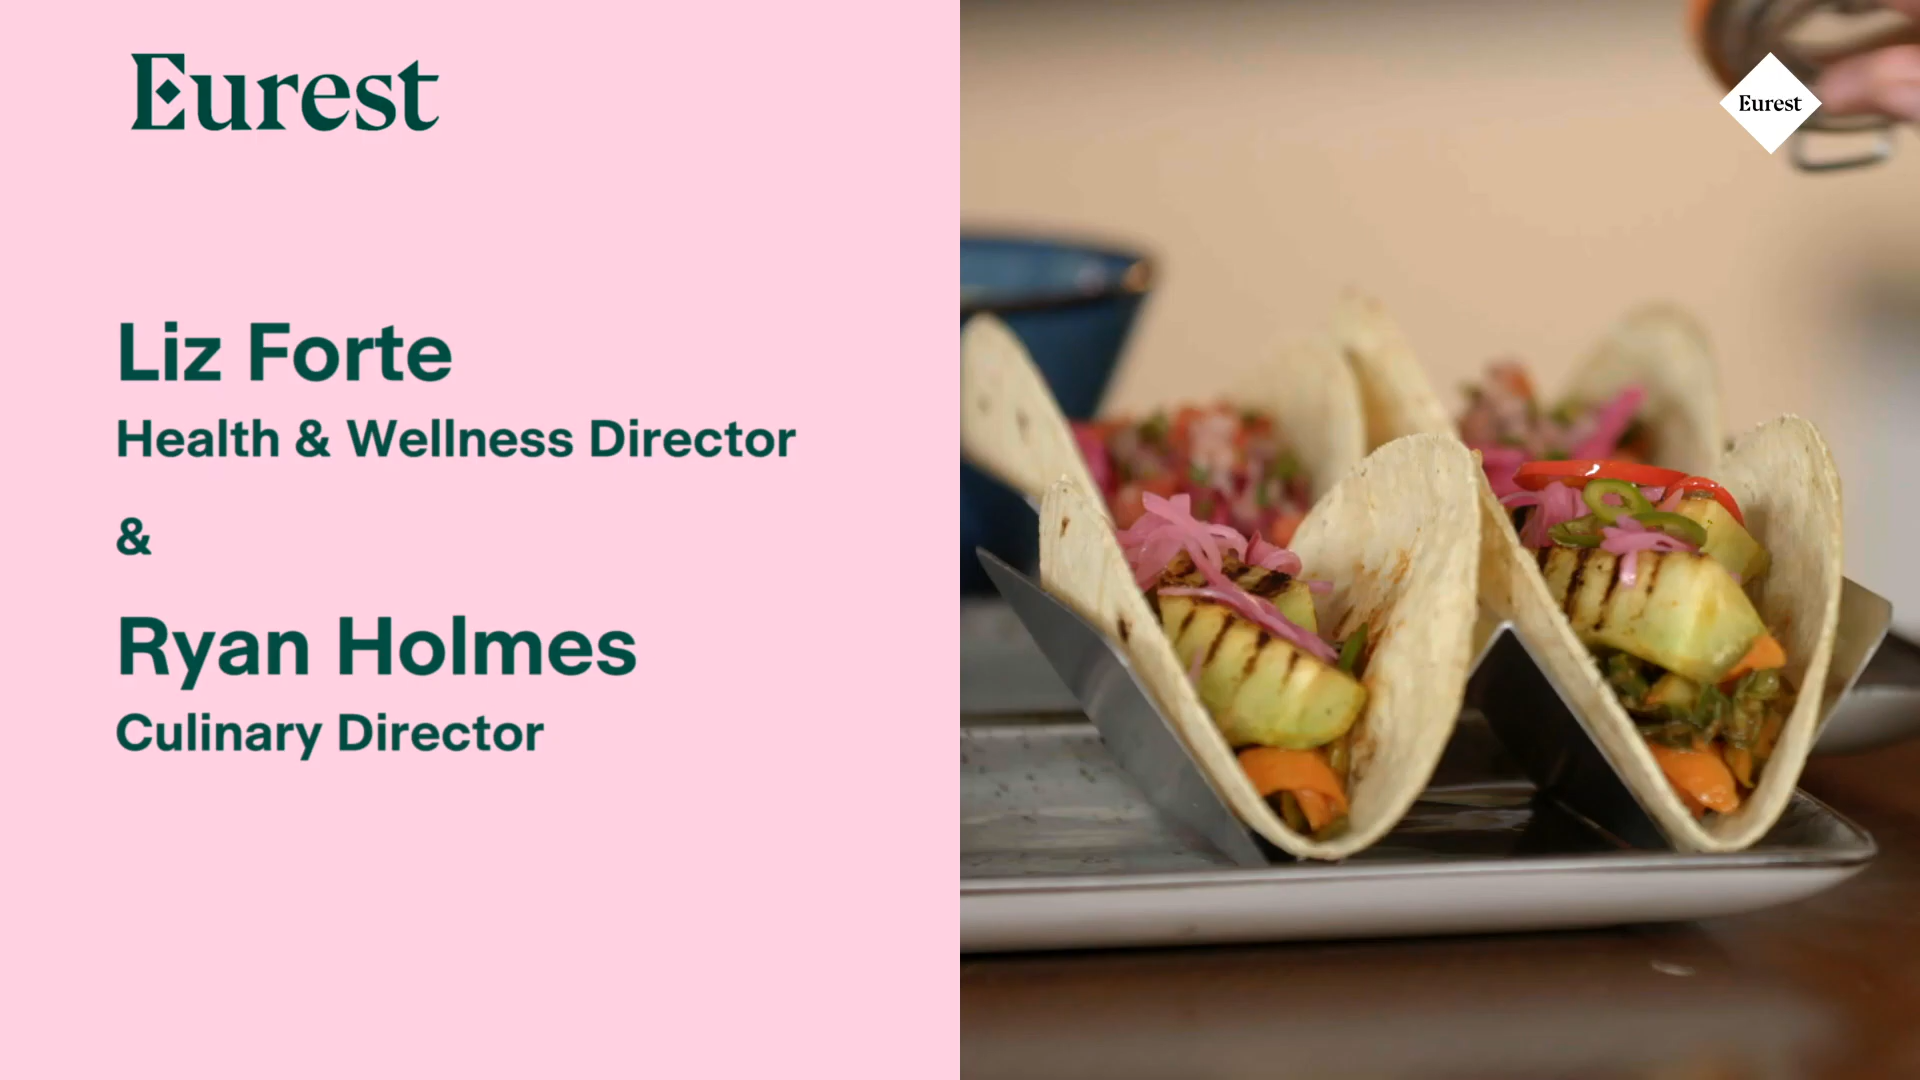 Eurest
Liz Forte
Health & Wellness Director
&
Ryan Holmes
Culinary Director
Eurest